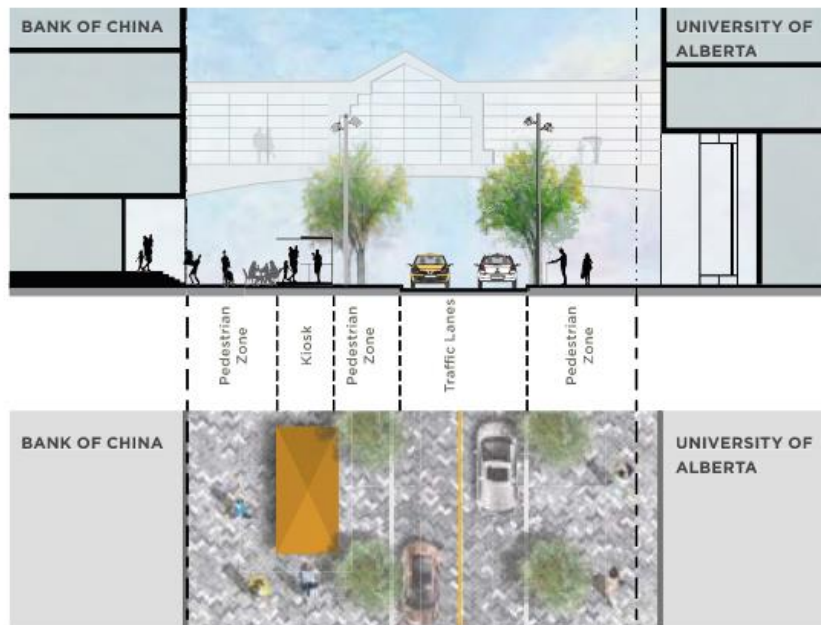 BANK OF CHINA
UNIVERSITY OF
ALBERTA
Pedestrian
Zone
Kiosk
Pedestrian
Zone
Traffic Lanes
Pedestrian
Zone
BANK OF CHINA
UNIVERSITY OF
ALBERTA